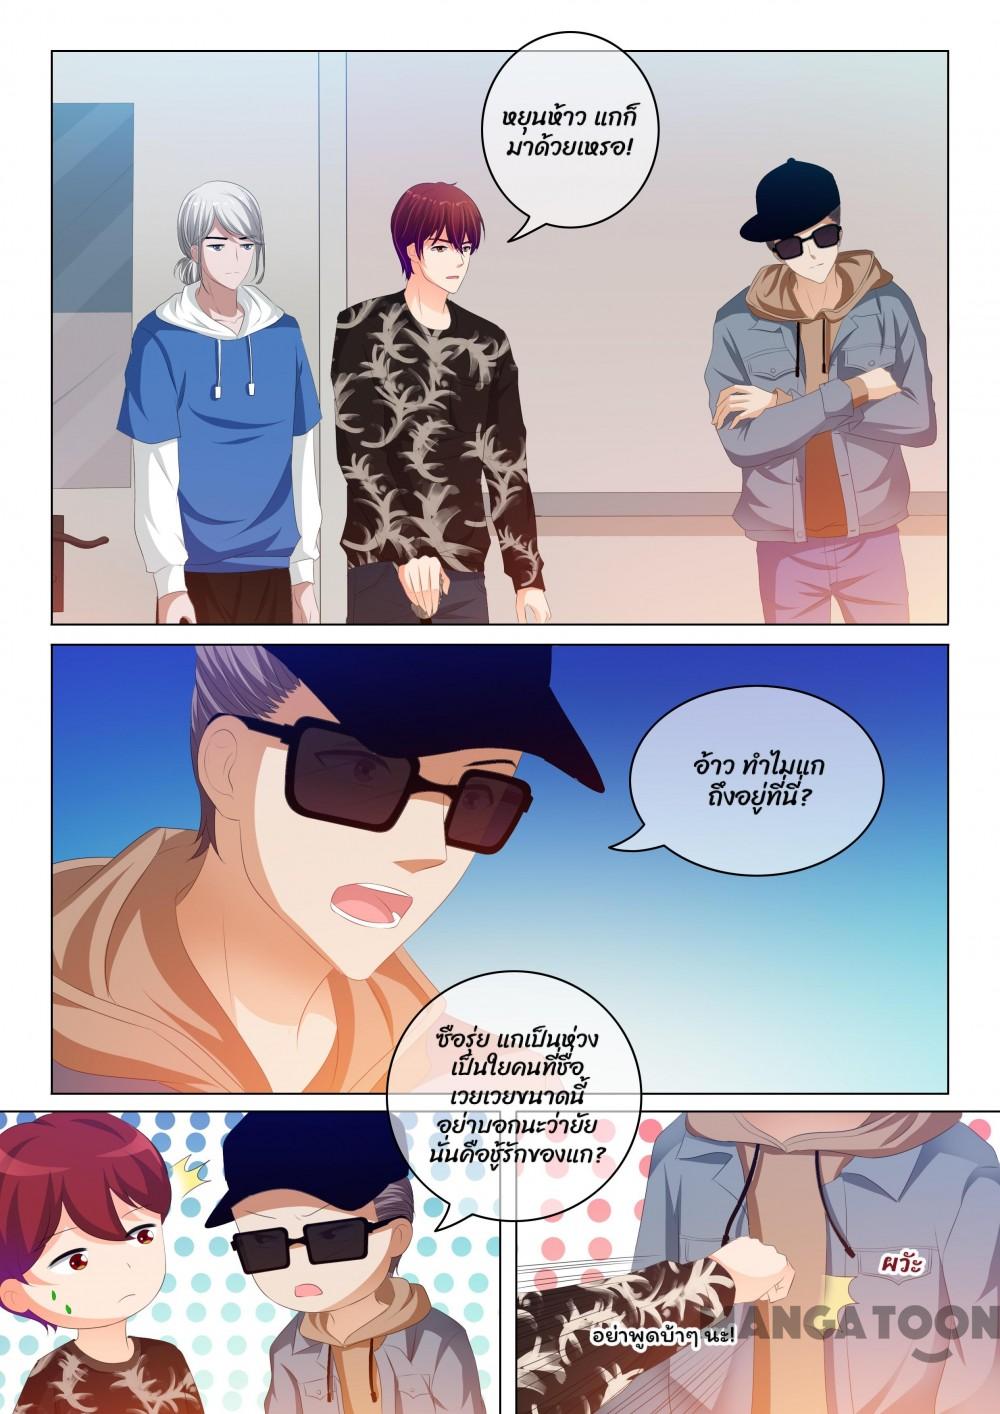 หยุนห้าว แกก็
มาด้วยเหรอ!
อ้าว ทำไมแก
ถึงอยู่ที่นี่?
ซือรุ่ย แกเป็นห่วง
เป็นใยคนที่ชื่อ
เวยเวยขนาดนี้
อย่าบอกนะว่ายัย
นั่นคือชู้รักของแก?
ผวัะ
อย่าพูดบ้าๆ นะ!
MANGATOON